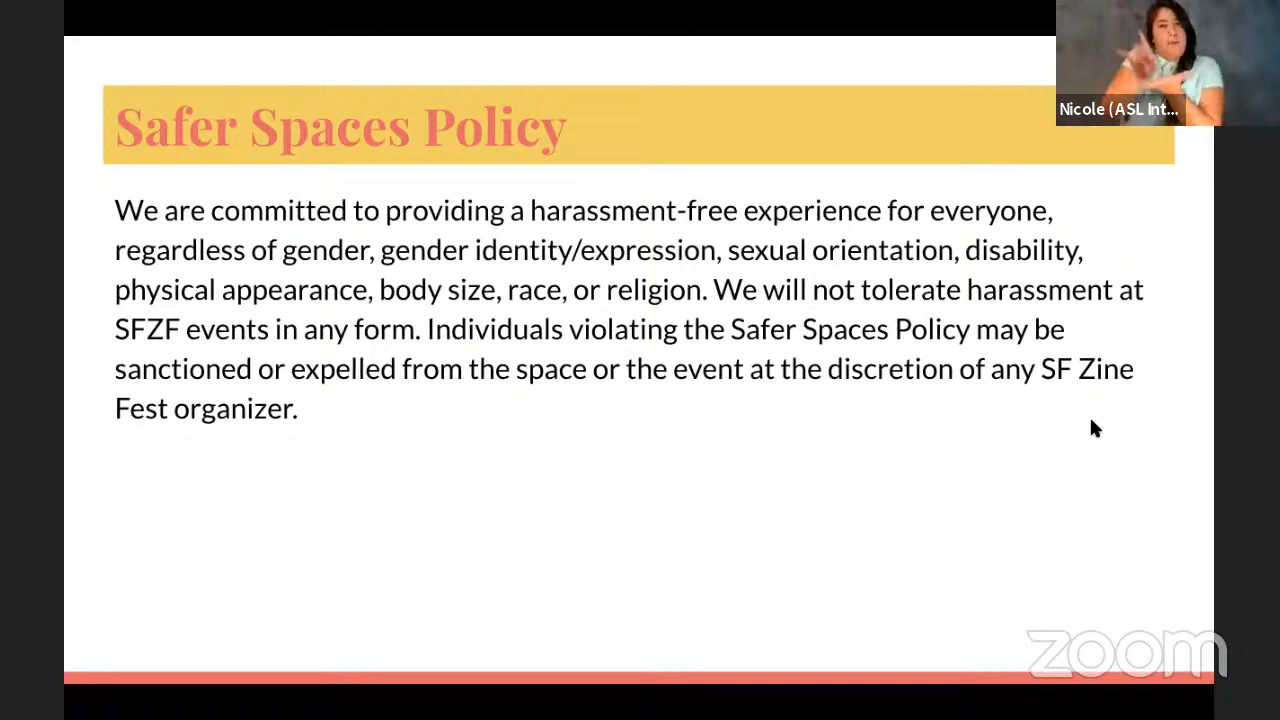 Nicole (ASL Int...
Safer Spaces Policy
We are committed to providing a harassment-free experience for everyone,
regardless of gender, gender identity/expression, sexual orientation, disability,
physical appearance, body size, race, or religion. We will not tolerate harassment at
SFZF events in any form. Individuals violating the Safer Spaces Policy may be
sanctioned or expelled from the space or the event at the discretion of any SF Zine
Fest organizer.
zoom